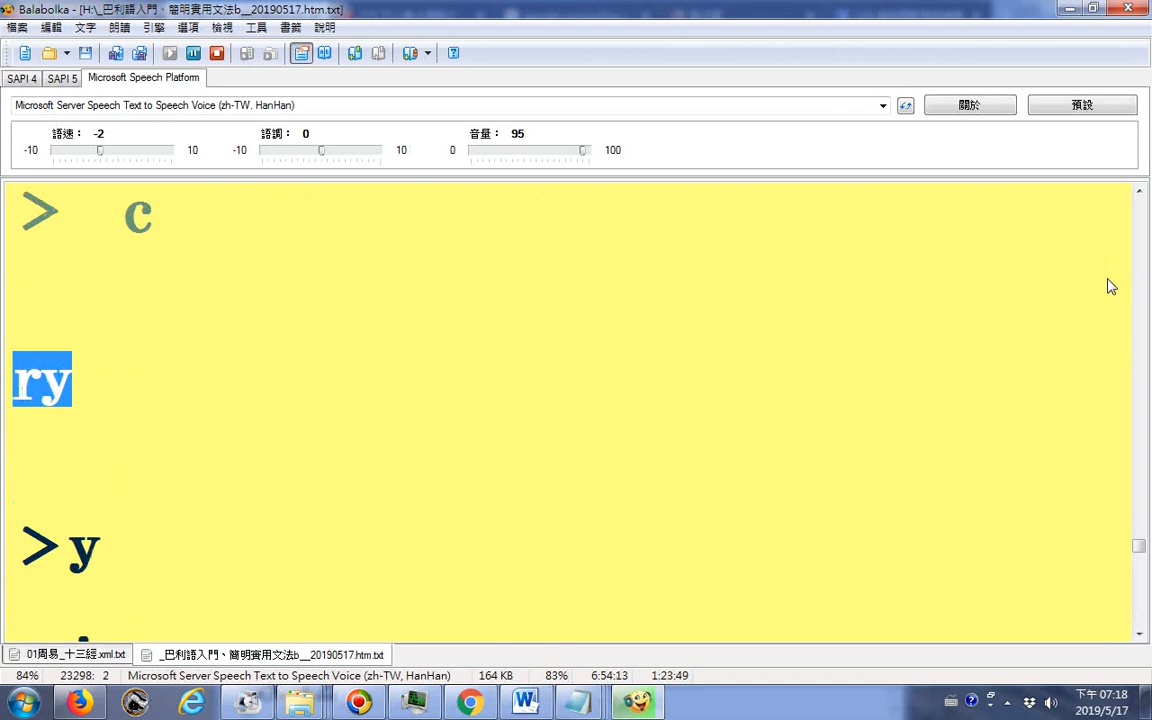 Balabolka - [H:\_巴利語入門、簡明實用文法b__20190517.htm.txt]
檔案 編輯 文字 朗讀 引擎 選項 檢視 工具 書籤 說明
SAPI 4 SAPI 5 Microsoft Speech Platform
Microsoft Server Speech Text to Speech Voice (zh-TW, HanHan) 關於 預設
語速： -2 語調： 0 音量： 95
-10 10 -10 10 0 100
> c
ry
>y
01周易_十三經.xml.txt _巴利語入門、簡明實用文法b__20190517.htm.txt
84% 23298: 2 Microsoft Server Speech Text to Speech Voice (zh-TW, HanHan) 164 KB 83% 6:54:13 1:23:49
下午 07:18
2019/5/17